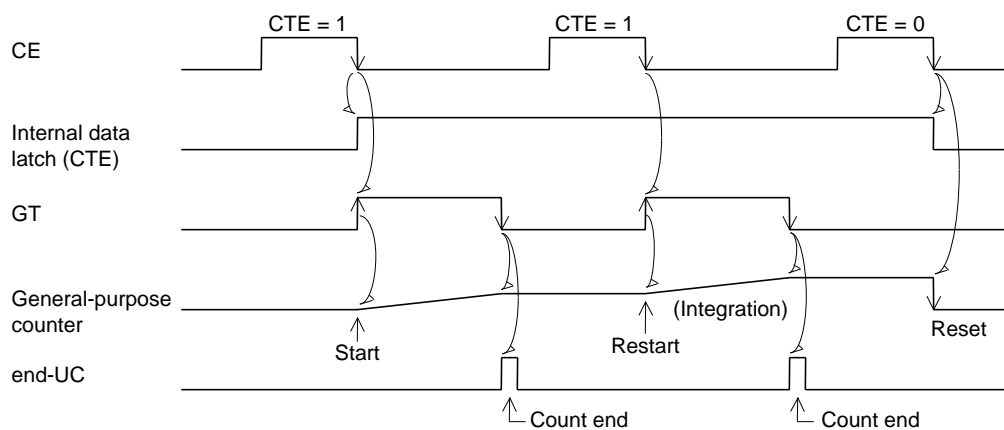 CTE = 1
CTE = 1
CTE = 0
CE
Internal data
latch (CTE)
GT
General-purpose
counter
(Integration)
Start
Restart
Reset
end-UC
Count end
Count end